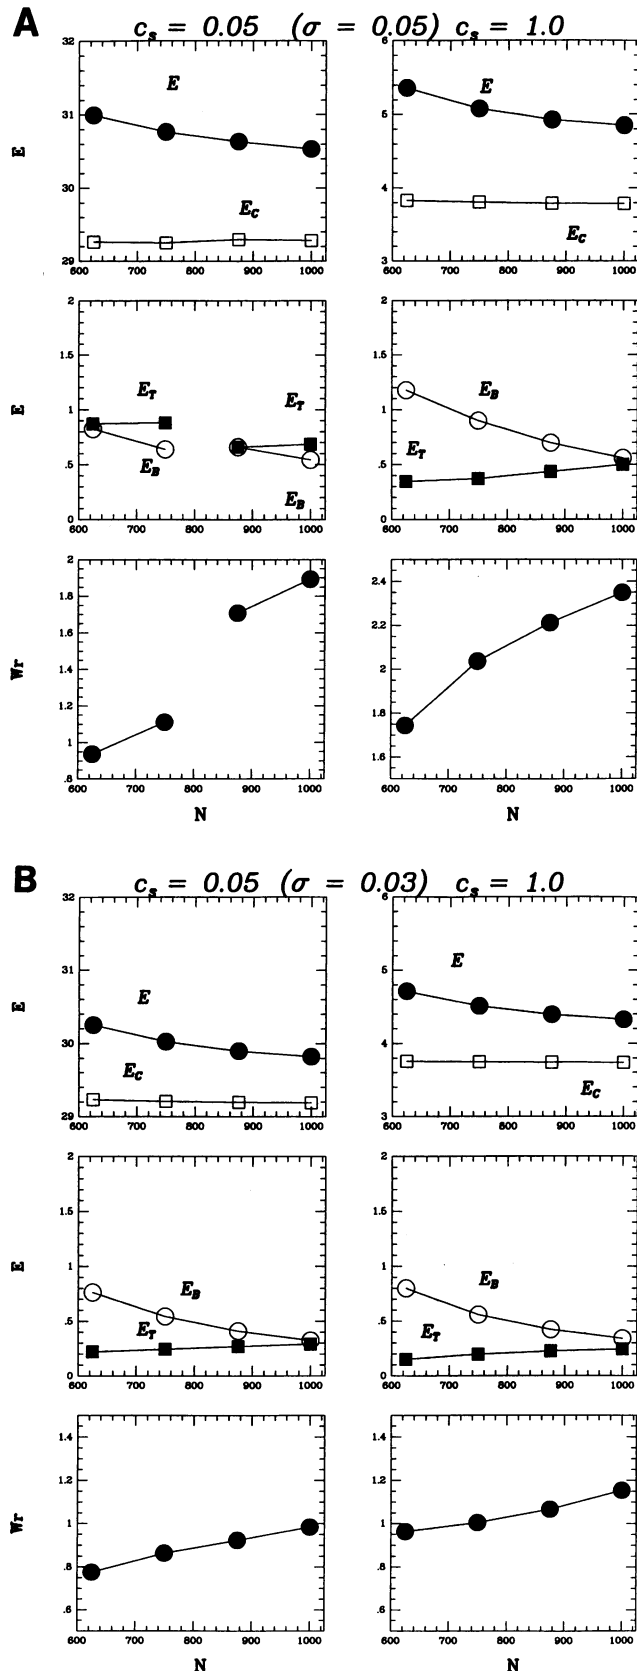 A
c_s = 0.05 (σ = 0.05) c_s = 1.0
32
31
30
29
E
E
E_C
600 700 800 900 1000
6
5
4
3
E
E_C
600 700 800 900 1000
2
1.5
1
.5
0
E
E_T
E_B
E_T
E_B
600 700 800 900 1000
2
1.5
1
.5
0
E_B
E_T
600 700 800 900 1000
2
1.8
1.6
1.4
1.2
1
.8
Wr
600 700 800 900 1000
N
2.4
2.2
2
1.8
1.6
600 700 800 900 1000
N
B
c_s = 0.05 (σ = 0.03) c_s = 1.0
32
31
30
29
E
E
E_C
600 700 800 900 1000
6
5
4
3
E
E_C
600 700 800 900 1000
2
1.5
1
.5
0
E
E_B
E_T
600 700 800 900 1000
2
1.5
1
.5
0
E_B
E_T
600 700 800 900 1000
1.4
1.2
1
.8
.6
Wr
600 700 800 900 1000
N
1.4
1.2
1
.8
.6
600 700 800 900 1000
N